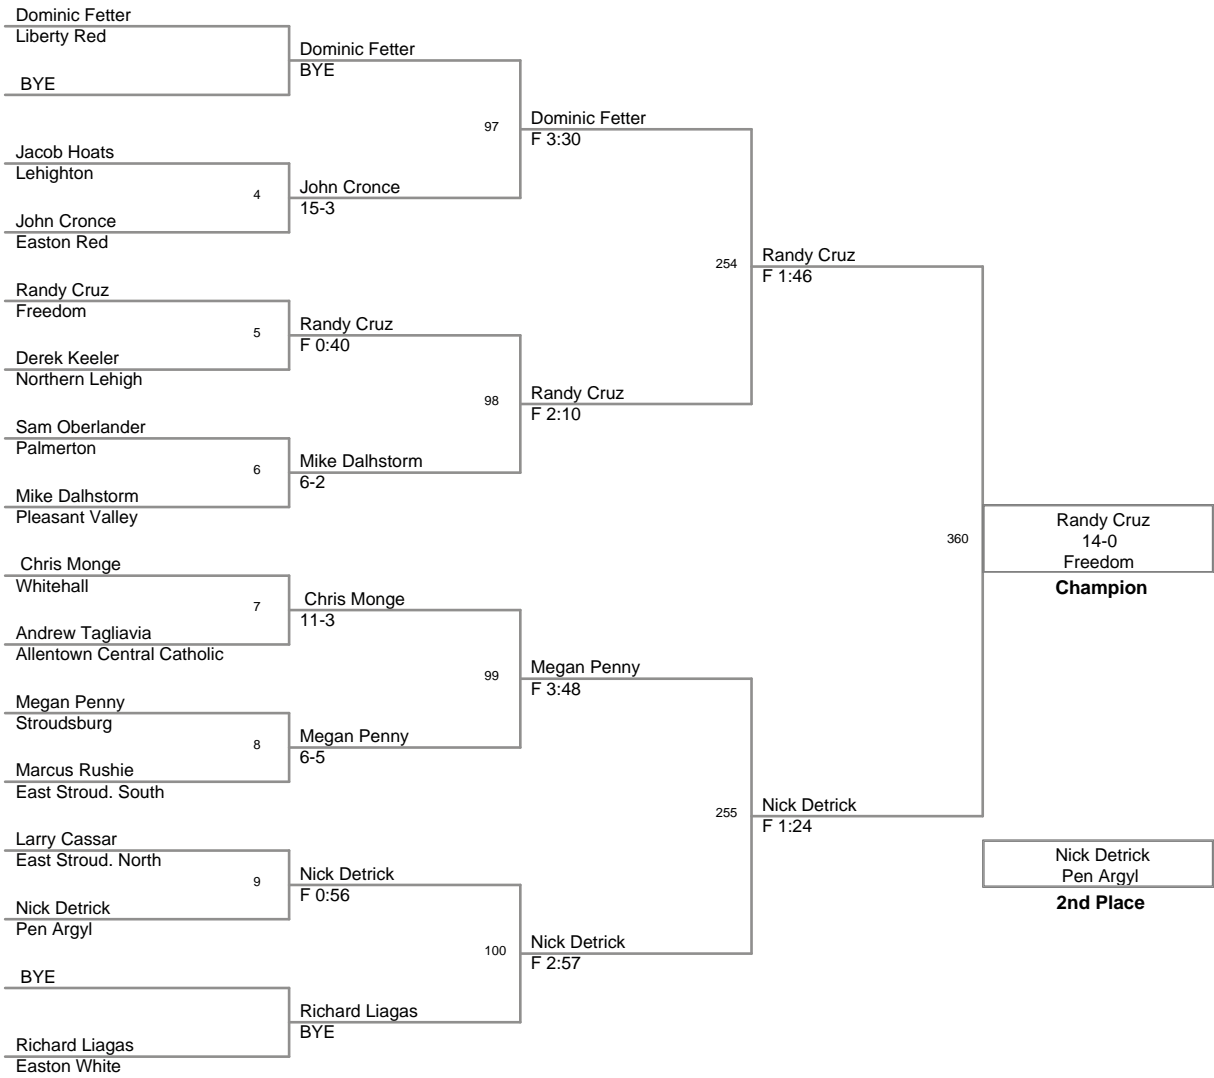 Dominic Fetter
Liberty Red
BYE
Jacob Hoats
Lehighton
4
John Cronce
Easton Red
Randy Cruz
Freedom
5
Derek Keeler
Northern Lehigh
Sam Oberlander
Palmerton
6
Mike Dalhstorm
Pleasant Valley
Chris Monge
Whitehall
7
Andrew Tagliavia
Allentown Central Catholic
Megan Penny
Stroudsburg
8
Marcus Rushie
East Stroud. South
Larry Cassar
East Stroud. North
9
Nick Detrick
Pen Argyl
BYE
Richard Liagas
Easton White
Dominic Fetter
BYE
97
John Cronce
15-3
Randy Cruz
F 0:40
98
Mike Dalhstorm
6-2
Chris Monge
11-3
99
Megan Penny
6-5
Nick Detrick
F 0:56
100
Richard Liagas
BYE
Dominic Fetter
F 3:30
254
Randy Cruz
F 2:10
Megan Penny
F 3:48
255
Nick Detrick
F 2:57
Randy Cruz
F 1:46
360
Nick Detrick
F 1:24
Randy Cruz
14-0
Freedom
Champion
Nick Detrick
Pen Argyl
2nd Place